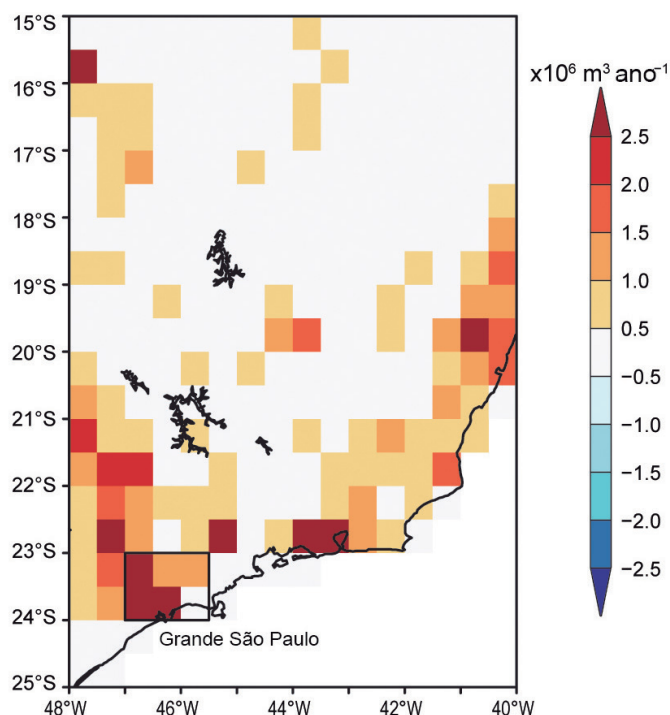 15°S
16°S
17°S
18°S
19°S
20°S
21°S
22°S
23°S
24°S
25°S
48°W
46°W
44°W
42°W
40°W
Grande São Paulo
x10⁶ m³ ano⁻¹
2.5
2.0
1.5
1.0
0.5
−0.5
−1.0
−1.5
−2.0
−2.5